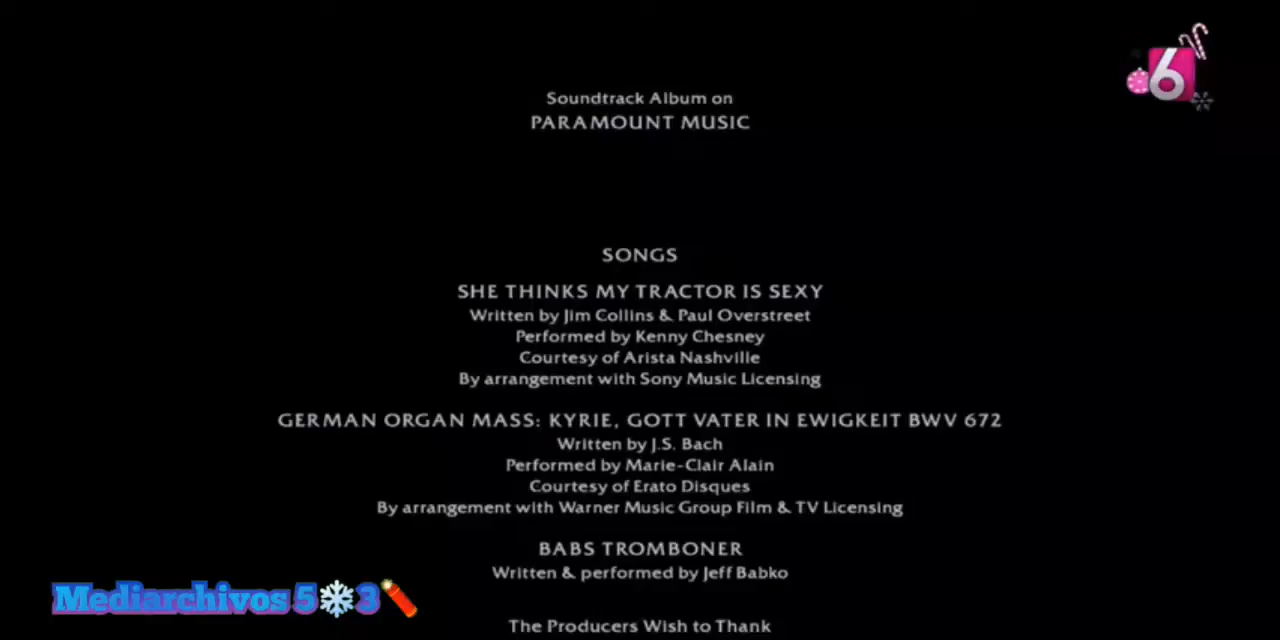 6
Soundtrack Album on
PARAMOUNT MUSIC
SONGS
SHE THINKS MY TRACTOR IS SEXY
Written by Jim Collins & Paul Overstreet
Performed by Kenny Chesney
Courtesy of Arista Nashville
By arrangement with Sony Music Licensing
GERMAN ORGAN MASS: KYRIE, GOTT VATER IN EWIGKEIT BWV 672
Written by J.S. Bach
Performed by Marie-Clair Alain
Courtesy of Erato Disques
By arrangement with Warner Music Group Film & TV Licensing
BABS TROMBONER
Written & performed by Jeff Babko
Mediarchivos 5❄3🧨
The Producers Wish to Thank